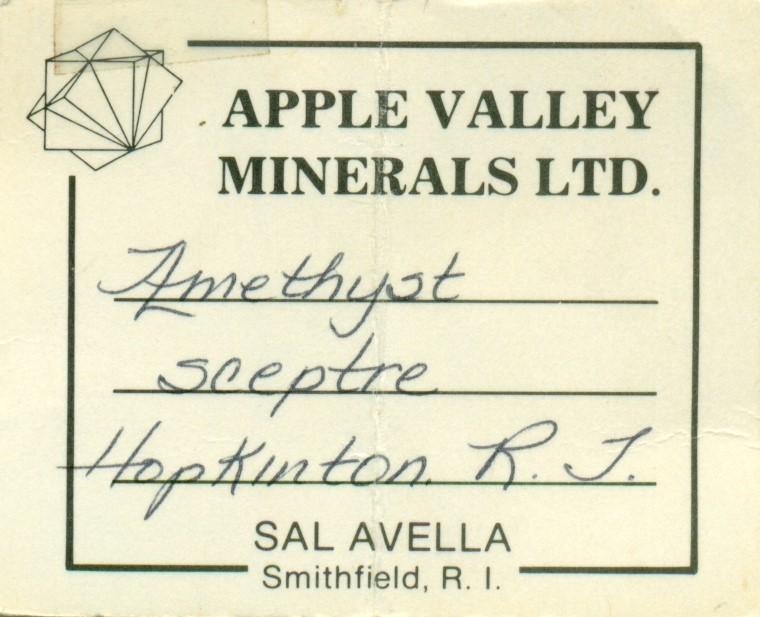 APPLE VALLEY
MINERALS LTD.
Amethyst
sceptre
Hopkinton, R. I.
SAL AVELLA
Smithfield, R. I.